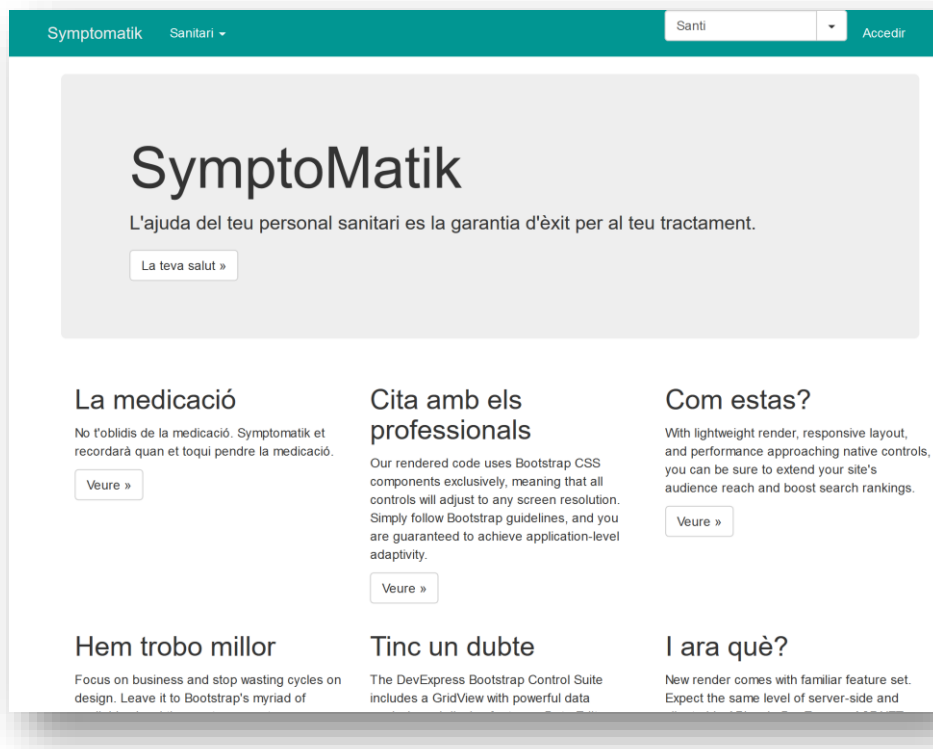 Symptomatik Sanitari Santi Accedir
SymptoMatik
L'ajuda del teu personal sanitari es la garantia d'èxit per al teu tractament.
La teva salut »
La medicació
No t'oblidis de la medicació. Symptomatik et
recordarà quan et toqui pendre la medicació.
Veure »
Cita amb els
professionals
Our rendered code uses Bootstrap CSS
components exclusively, meaning that all
controls will adjust to any screen resolution.
Simply follow Bootstrap guidelines, and you
are guaranteed to achieve application-level
adaptivity.
Veure »
Com estas?
With lightweight render, responsive layout,
and performance approaching native controls,
you can be sure to extend your site's
audience reach and boost search rankings.
Veure »
Hem trobo millor
Focus on business and stop wasting cycles on
design. Leave it to Bootstrap's myriad of
Tinc un dubte
The DevExpress Bootstrap Control Suite
includes a GridView with powerful data
I ara què?
New render comes with familiar feature set.
Expect the same level of server-side and